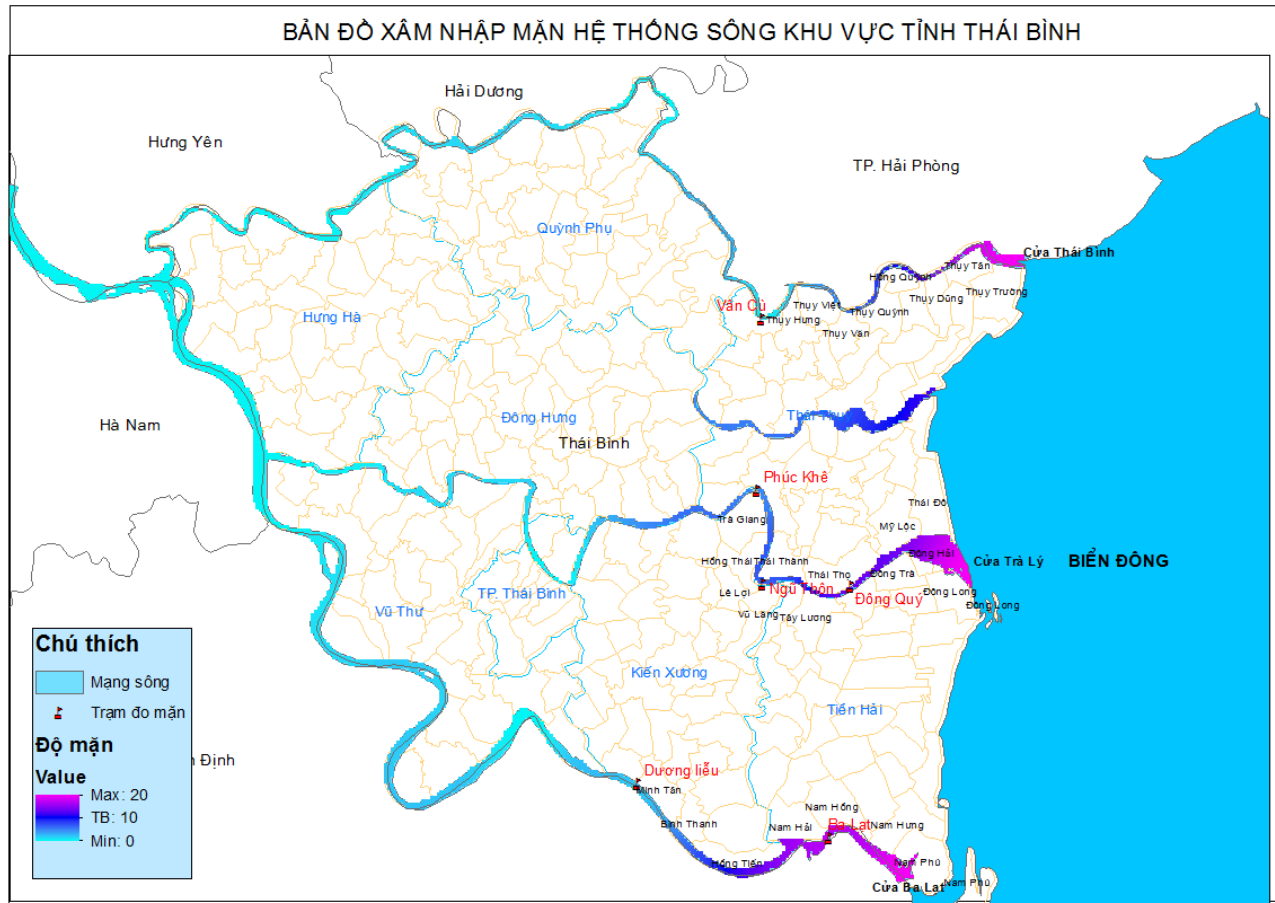 BẢN ĐỒ XÂM NHẬP MẶN HỆ THỐNG SÔNG KHU VỰC TỈNH THÁI BÌNH
Hải Dương
Hưng Yên
TP. Hải Phòng
Quỳnh Phụ
Cửa Thái Bình
Thụy Tân
Hồng Quỳnh
Thụy Trường
Thụy Dũng
Vân Cù
Thụy Việt
Thụy Quỳnh
Thụy Hưng
Thụy Văn
Hưng Hà
Hà Nam
Đông Hưng
Thái Thụy
Thái Bình
Phúc Khê
Thái Đô
Trà Giang
Mỹ Lộc
Đông Hải
Cửa Trà Lý
BIỂN ĐÔNG
Hồng Thái
Thái Thành
Thái Thọ
Đông Trà
Lê Lợi
Ngũ Thôn
Đông Quý
Đông Long
Đông Long
TP. Thái Bình
Vũ Thư
Vũ Lăng
Tây Lương
Kiến Xương
Tiền Hải
Chú thích
Mạng sông
Trạm đo mặn
Độ mặn
Value
Max: 20
TB: 10
Min: 0
Định
Dương liễu
Minh Tân
Bình Thanh
Hồng Tiến
Nam Hồng
Nam Hải
Ba Lạt
Nam Hưng
Nam Phú
Cửa Ba Lạt
Nam Phú